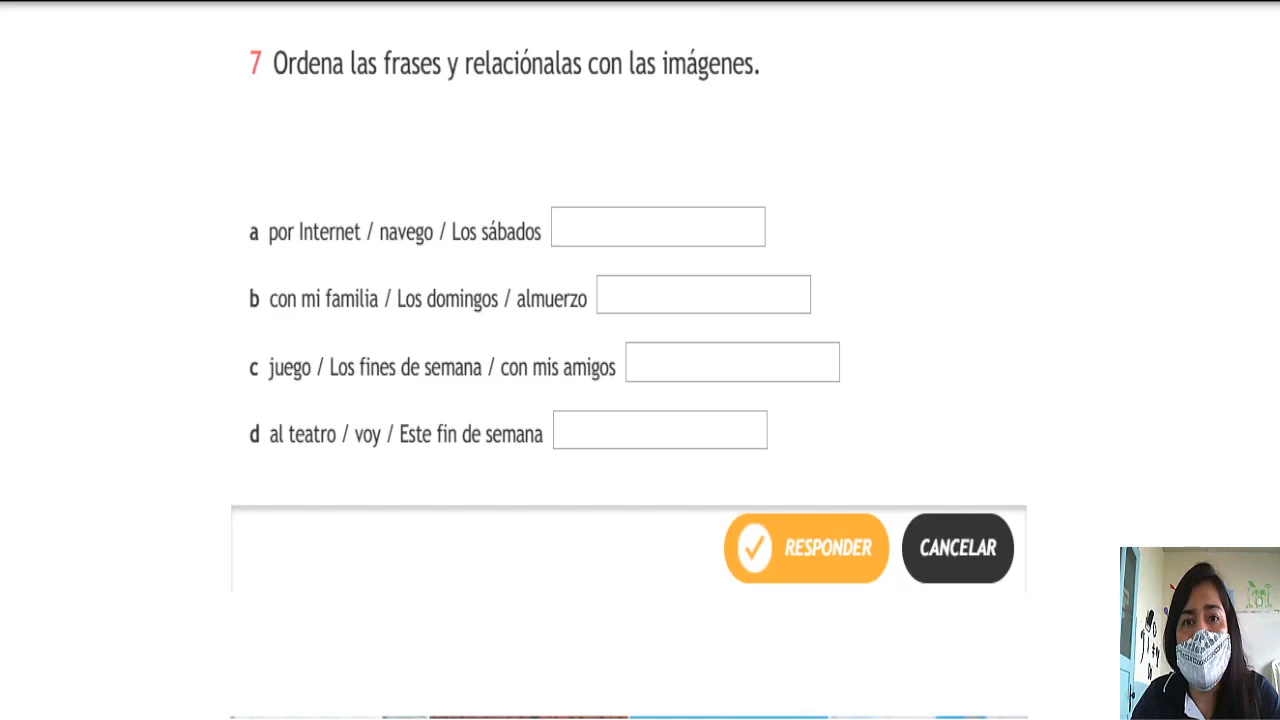 7 Ordena las frases y relaciónalas con las imágenes.
a por Internet / navego / Los sábados
b con mi familia / Los domingos / almuerzo
c juego / Los fines de semana / con mis amigos
d al teatro / voy / Este fin de semana
RESPONDER CANCELAR